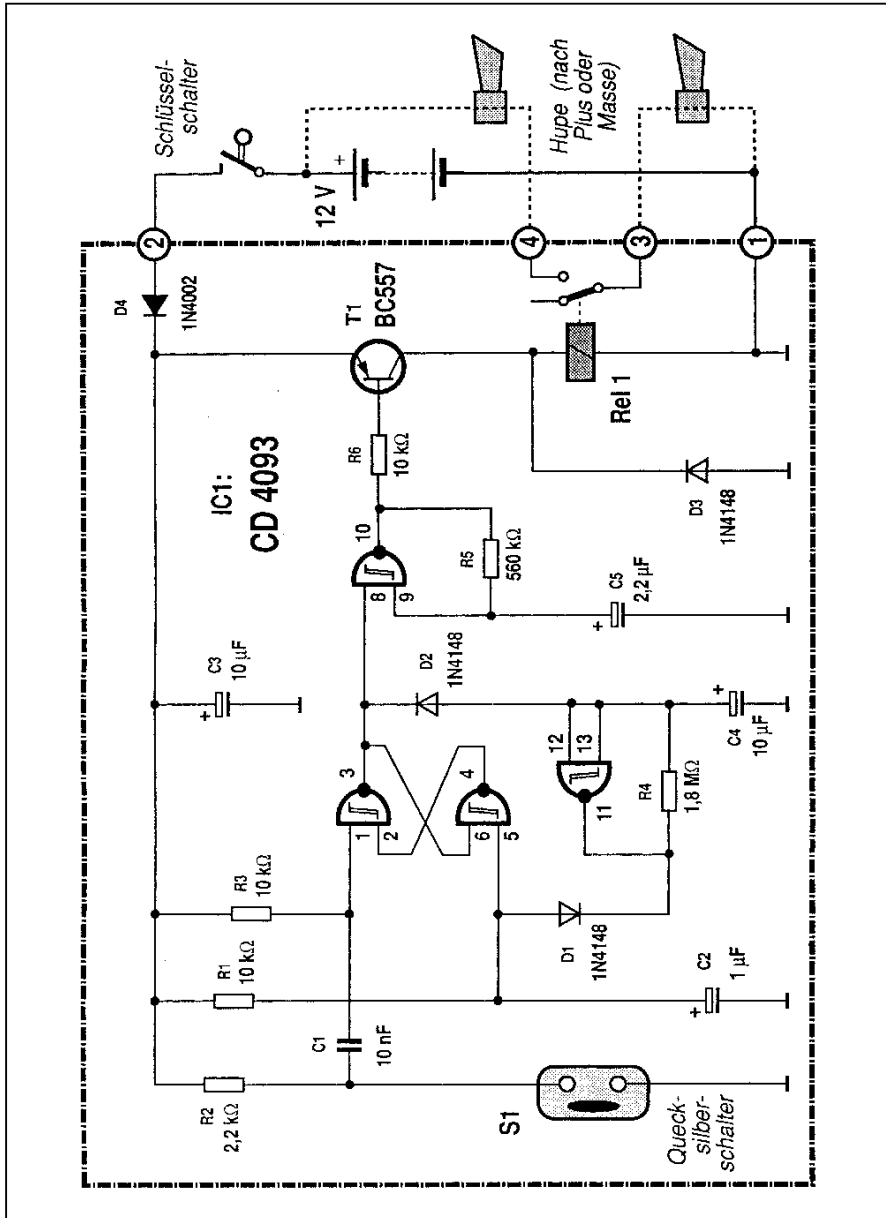 Schlüssel-
schalter
12 V
+
Hupe (nach
Plus oder
Masse)
2
4
3
1
D4
1N4002
T1
BC557
Rel 1
IC1:
CD 4093
R6
10 kΩ
D3
1N4148
10
8
9
R5
560 kΩ
C5
2,2 µF
+
C3
10 µF
+
D2
1N4148
3
1
2
4
6
5
12
13
11
R4
1,8 MΩ
C4
10 µF
+
R3
10 kΩ
R1
10 kΩ
D1
1N4148
C2
1 µF
+
C1
10 nF
R2
2,2 kΩ
S1
Queck-
silber-
schalter